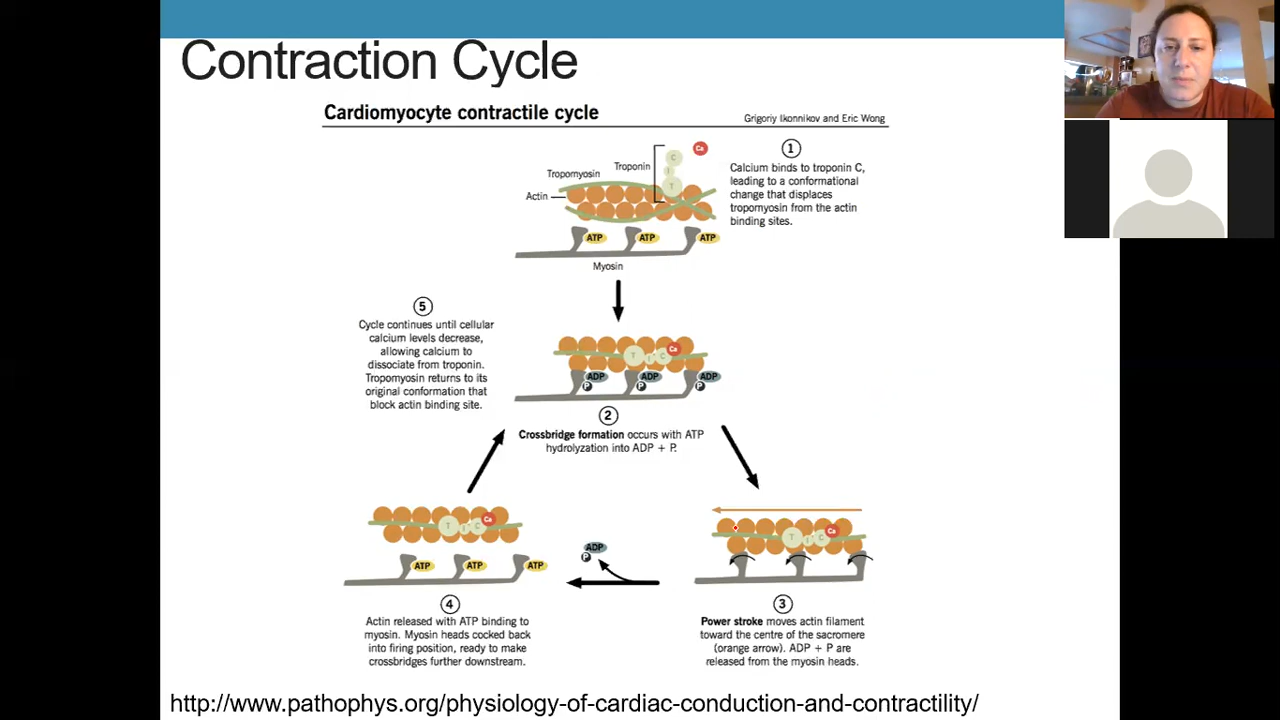 Contraction Cycle
Cardiomyocyte contractile cycle
Grigoriy Ikonnikov and Eric Wong
1
Calcium binds to troponin C,
leading to a conformational
change that displaces
tropomyosin from the actin
binding sites.
Troponin
Tropomyosin
Actin
C
I
T
Ca
ATP
ATP
ATP
Myosin
5
Cycle continues until cellular
calcium levels decrease,
allowing calcium to
dissociate from troponin.
Tropomyosin returns to its
original conformation that
block actin binding site.
T I C Ca
ADP
P
ADP
P
ADP
P
2
Crossbridge formation occurs with ATP
hydrolyzation into ADP + P.
T I C Ca
3
Power stroke moves actin filament
toward the centre of the sacromere
(orange arrow). ADP + P are
released from the myosin heads.
ADP
P
T I C Ca
ATP
ATP
ATP
4
Actin released with ATP binding to
myosin. Myosin heads cocked back
into firing position, ready to make
crossbridges further downstream.
http://www.pathophys.org/physiology-of-cardiac-conduction-and-contractility/